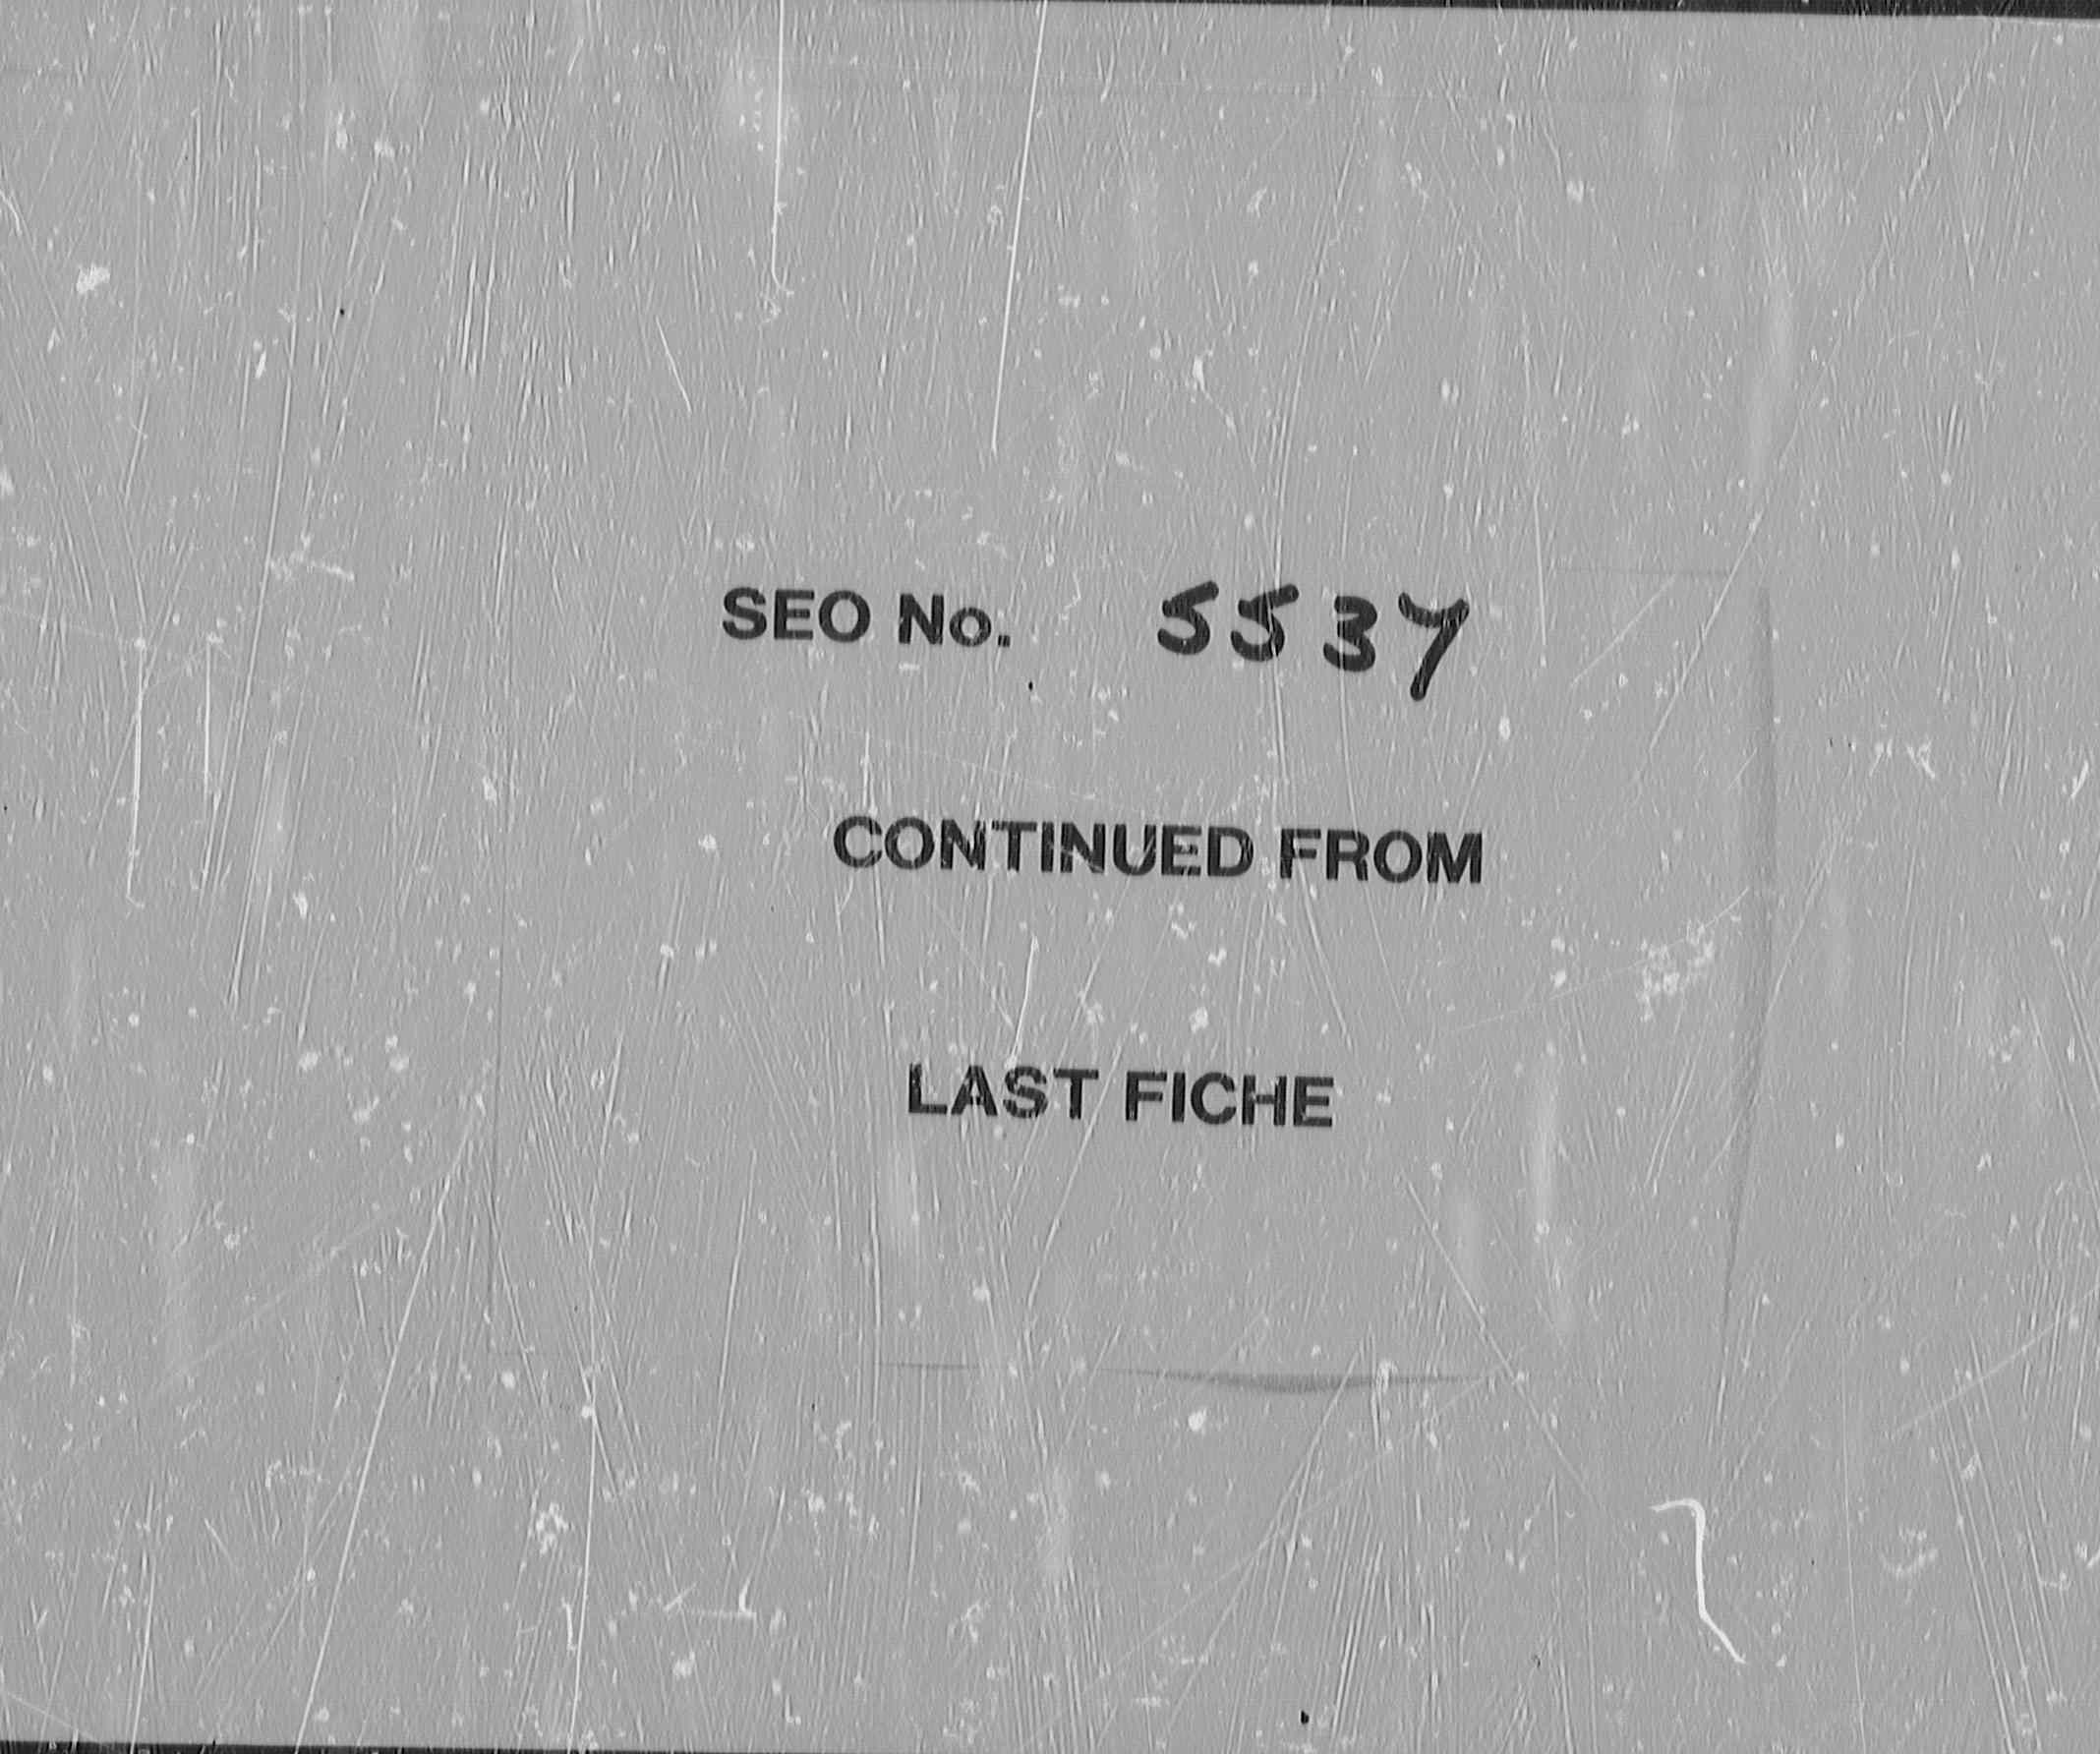 SEO No. 5537
CONTINUED FROM
LAST FICHE